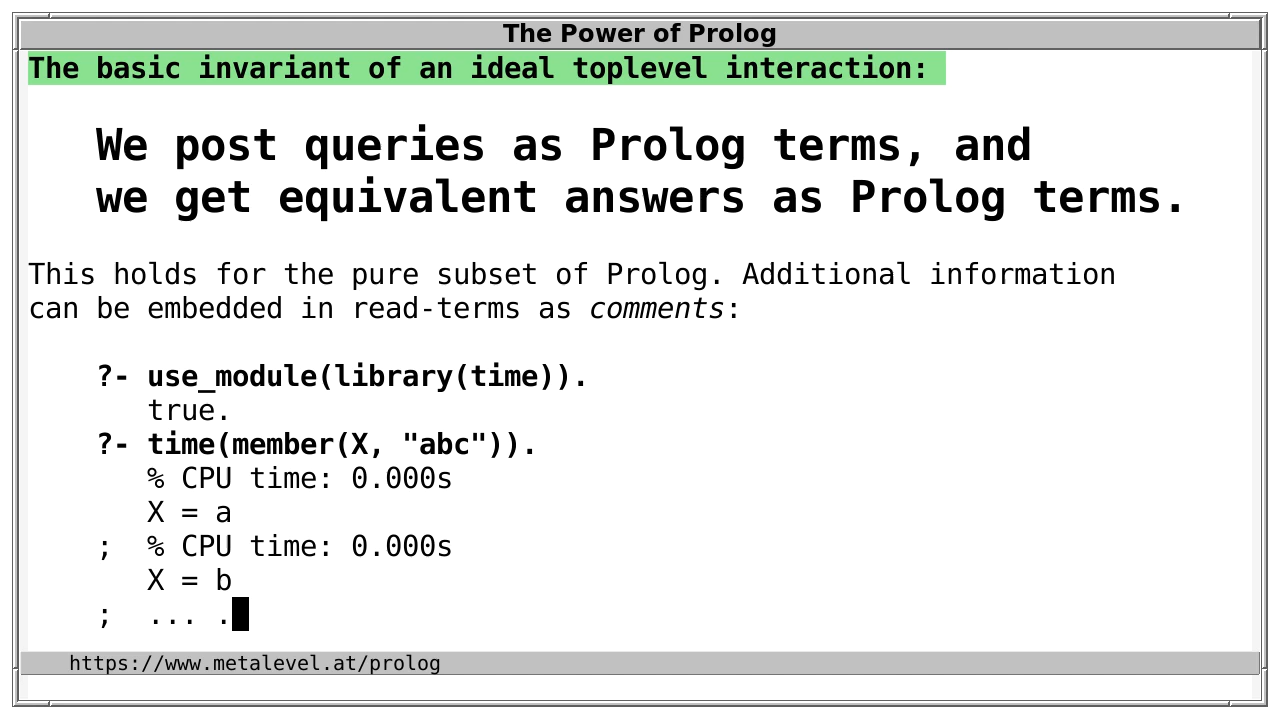 The Power of Prolog
The basic invariant of an ideal toplevel interaction:
We post queries as Prolog terms, and
we get equivalent answers as Prolog terms.
This holds for the pure subset of Prolog. Additional information
can be embedded in read-terms as comments:
?- use_module(library(time)).
   true.
?- time(member(X, "abc")).
   % CPU time: 0.000s
   X = a
;  % CPU time: 0.000s
   X = b
;  ... .
https://www.metalevel.at/prolog